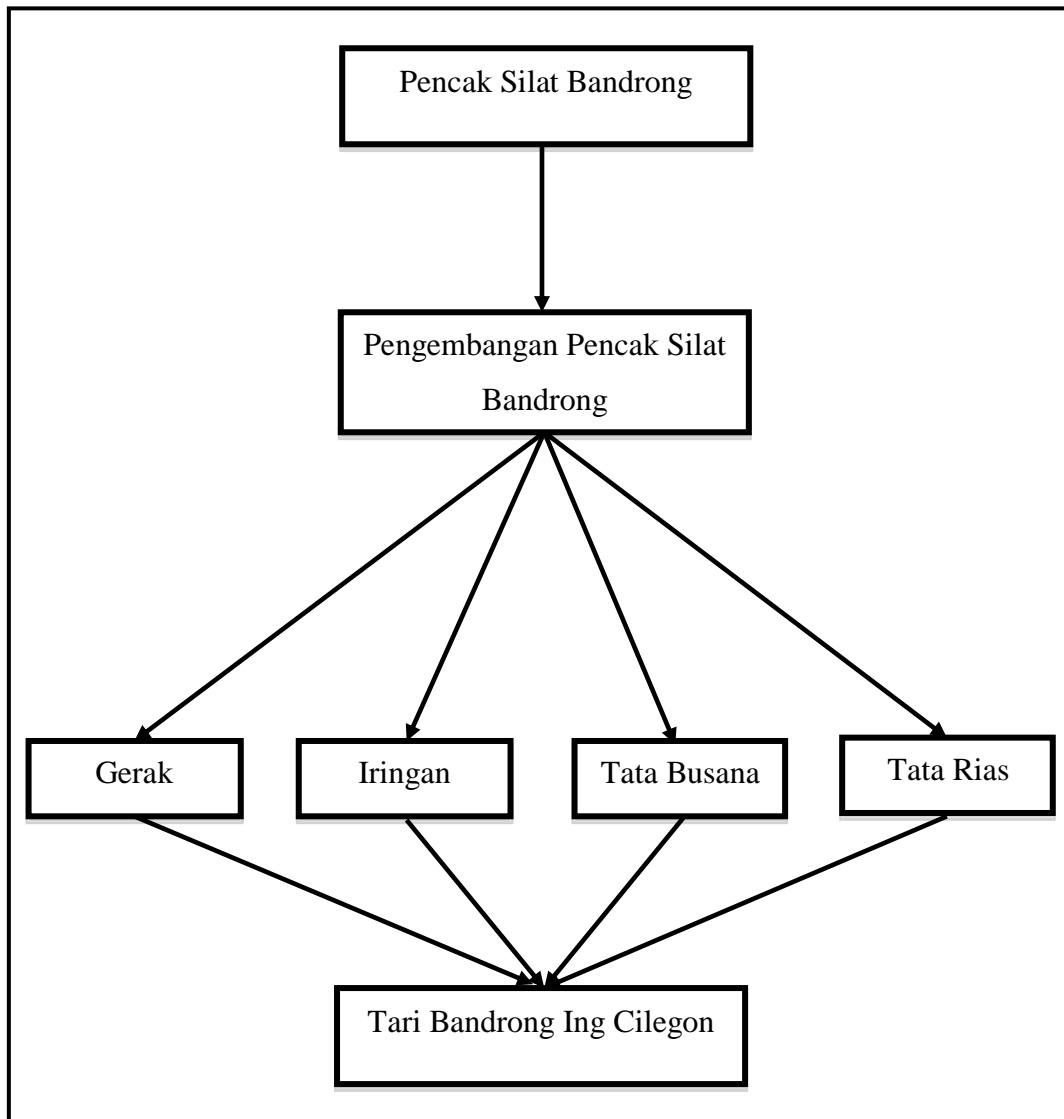 Pencak Silat Bandrong
Pengembangan Pencak Silat
Bandrong
Gerak
Iringan
Tata Busana
Tata Rias
Tari Bandrong Ing Cilegon